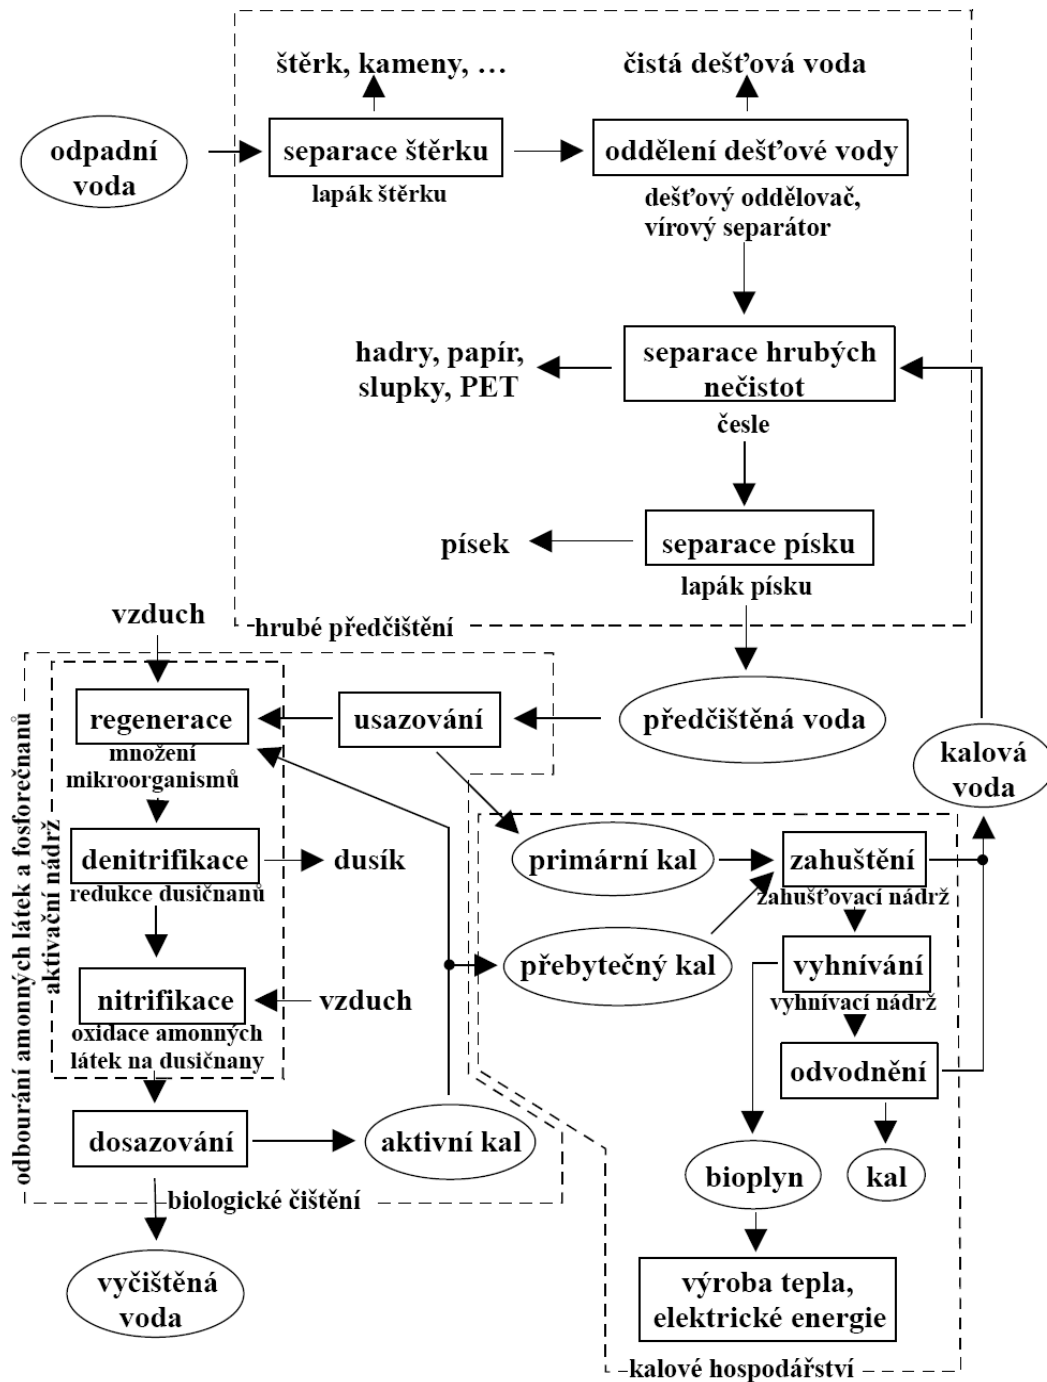 štěrk, kameny, …
čistá dešťová voda
odpadní
voda
separace štěrku
lapák štěrku
oddělení dešťové vody
dešťový oddělovač,
vírový separátor
hadry, papír,
slupky, PET
separace hrubých
nečistot
česle
písek
separace písku
lapák písku
hrubé předčištění
vzduch
regenerace
množení
mikroorganismů
usazování
předčištěná voda
kalová
voda
odbourání amonných látek a fosforečnanů
aktivační nádrž
denitrifikace
redukce dusičnanů
dusík
primární kal
zahuštění
zahušťovací nádrž
přebytečný kal
vyhnívání
vyhnívací nádrž
nitrifikace
oxidace amonných
látek na dusičnany
vzduch
odvodnění
dosazování
aktivní kal
bioplyn
kal
biologické čištění
vyčištěná
voda
výroba tepla,
elektrické energie
kalové hospodářství